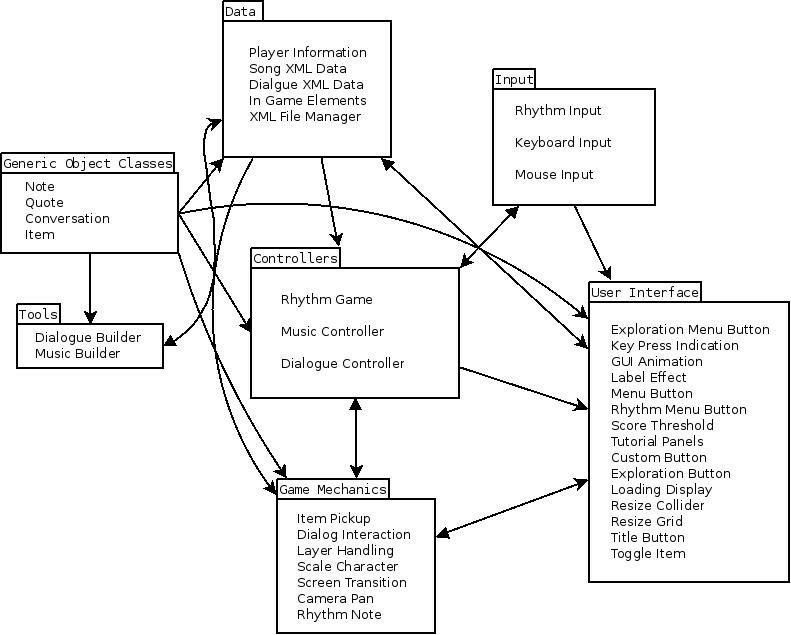 Data
Player Information
Song XML Data
Dialgue XML Data
In Game Elements
XML File Manager
Input
Rhythm Input
Keyboard Input
Mouse Input
Generic Object Classes
Note
Quote
Conversation
Item
Tools
Dialogue Builder
Music Builder
Controllers
Rhythm Game
Music Controller
Dialogue Controller
User Interface
Exploration Menu Button
Key Press Indication
GUI Animation
Label Effect
Menu Button
Rhythm Menu Button
Score Threshold
Tutorial Panels
Custom Button
Exploration Button
Loading Display
Resize Collider
Resize Grid
Title Button
Toggle Item
Game Mechanics
Item Pickup
Dialog Interaction
Layer Handling
Scale Character
Screen Transition
Camera Pan
Rhythm Note